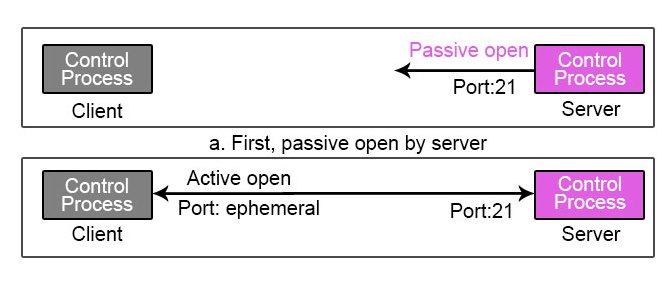 Control
Process
Client
Passive open
Port:21
Control
Process
Server
a. First, passive open by server
Control
Process
Client
Active open
Port: ephemeral
Port:21
Control
Process
Server